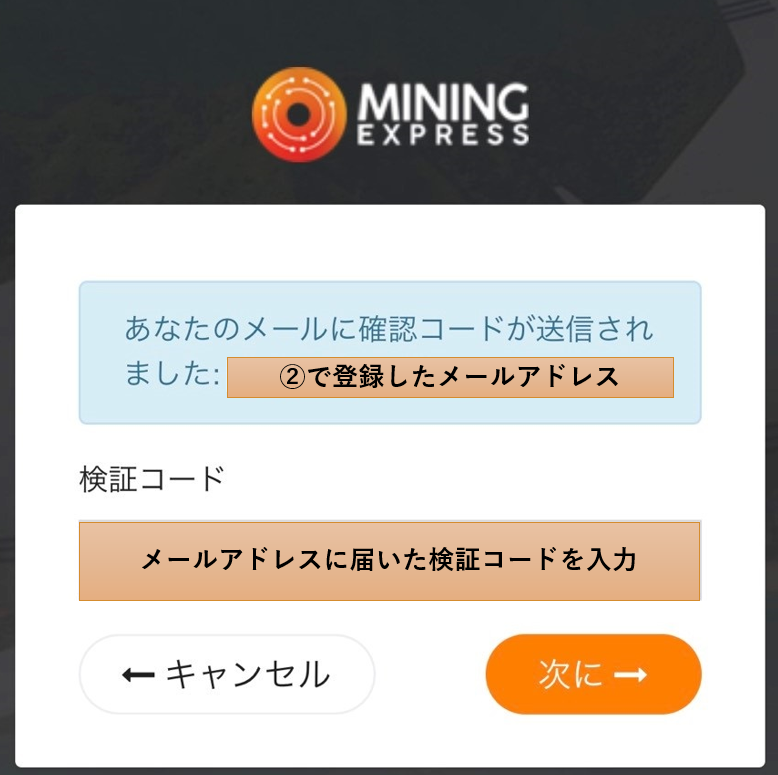 MINING
EXPRESS
あなたのメールに確認コードが送信され
ました: ②で登録したメールアドレス
検証コード
メールアドレスに届いた検証コードを入力
← キャンセル
次に →